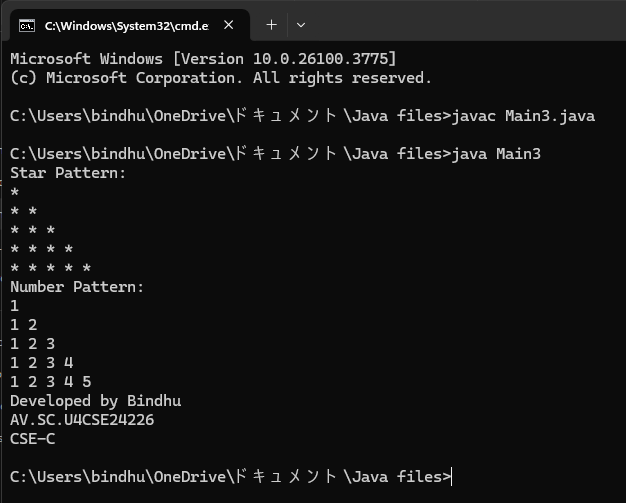 C:\Windows\System32\cmd.e
Microsoft Windows [Version 10.0.26100.3775]
(c) Microsoft Corporation. All rights reserved.
C:\Users\bindhu\OneDrive\ドキュメント\Java files>javac Main3.java
C:\Users\bindhu\OneDrive\ドキュメント\Java files>java Main3
Star Pattern:
*
* *
* * *
* * * *
* * * * *
Number Pattern:
1
1 2
1 2 3
1 2 3 4
1 2 3 4 5
Developed by Bindhu
AV.SC.U4CSE24226
CSE-C
C:\Users\bindhu\OneDrive\ドキュメント\Java files>